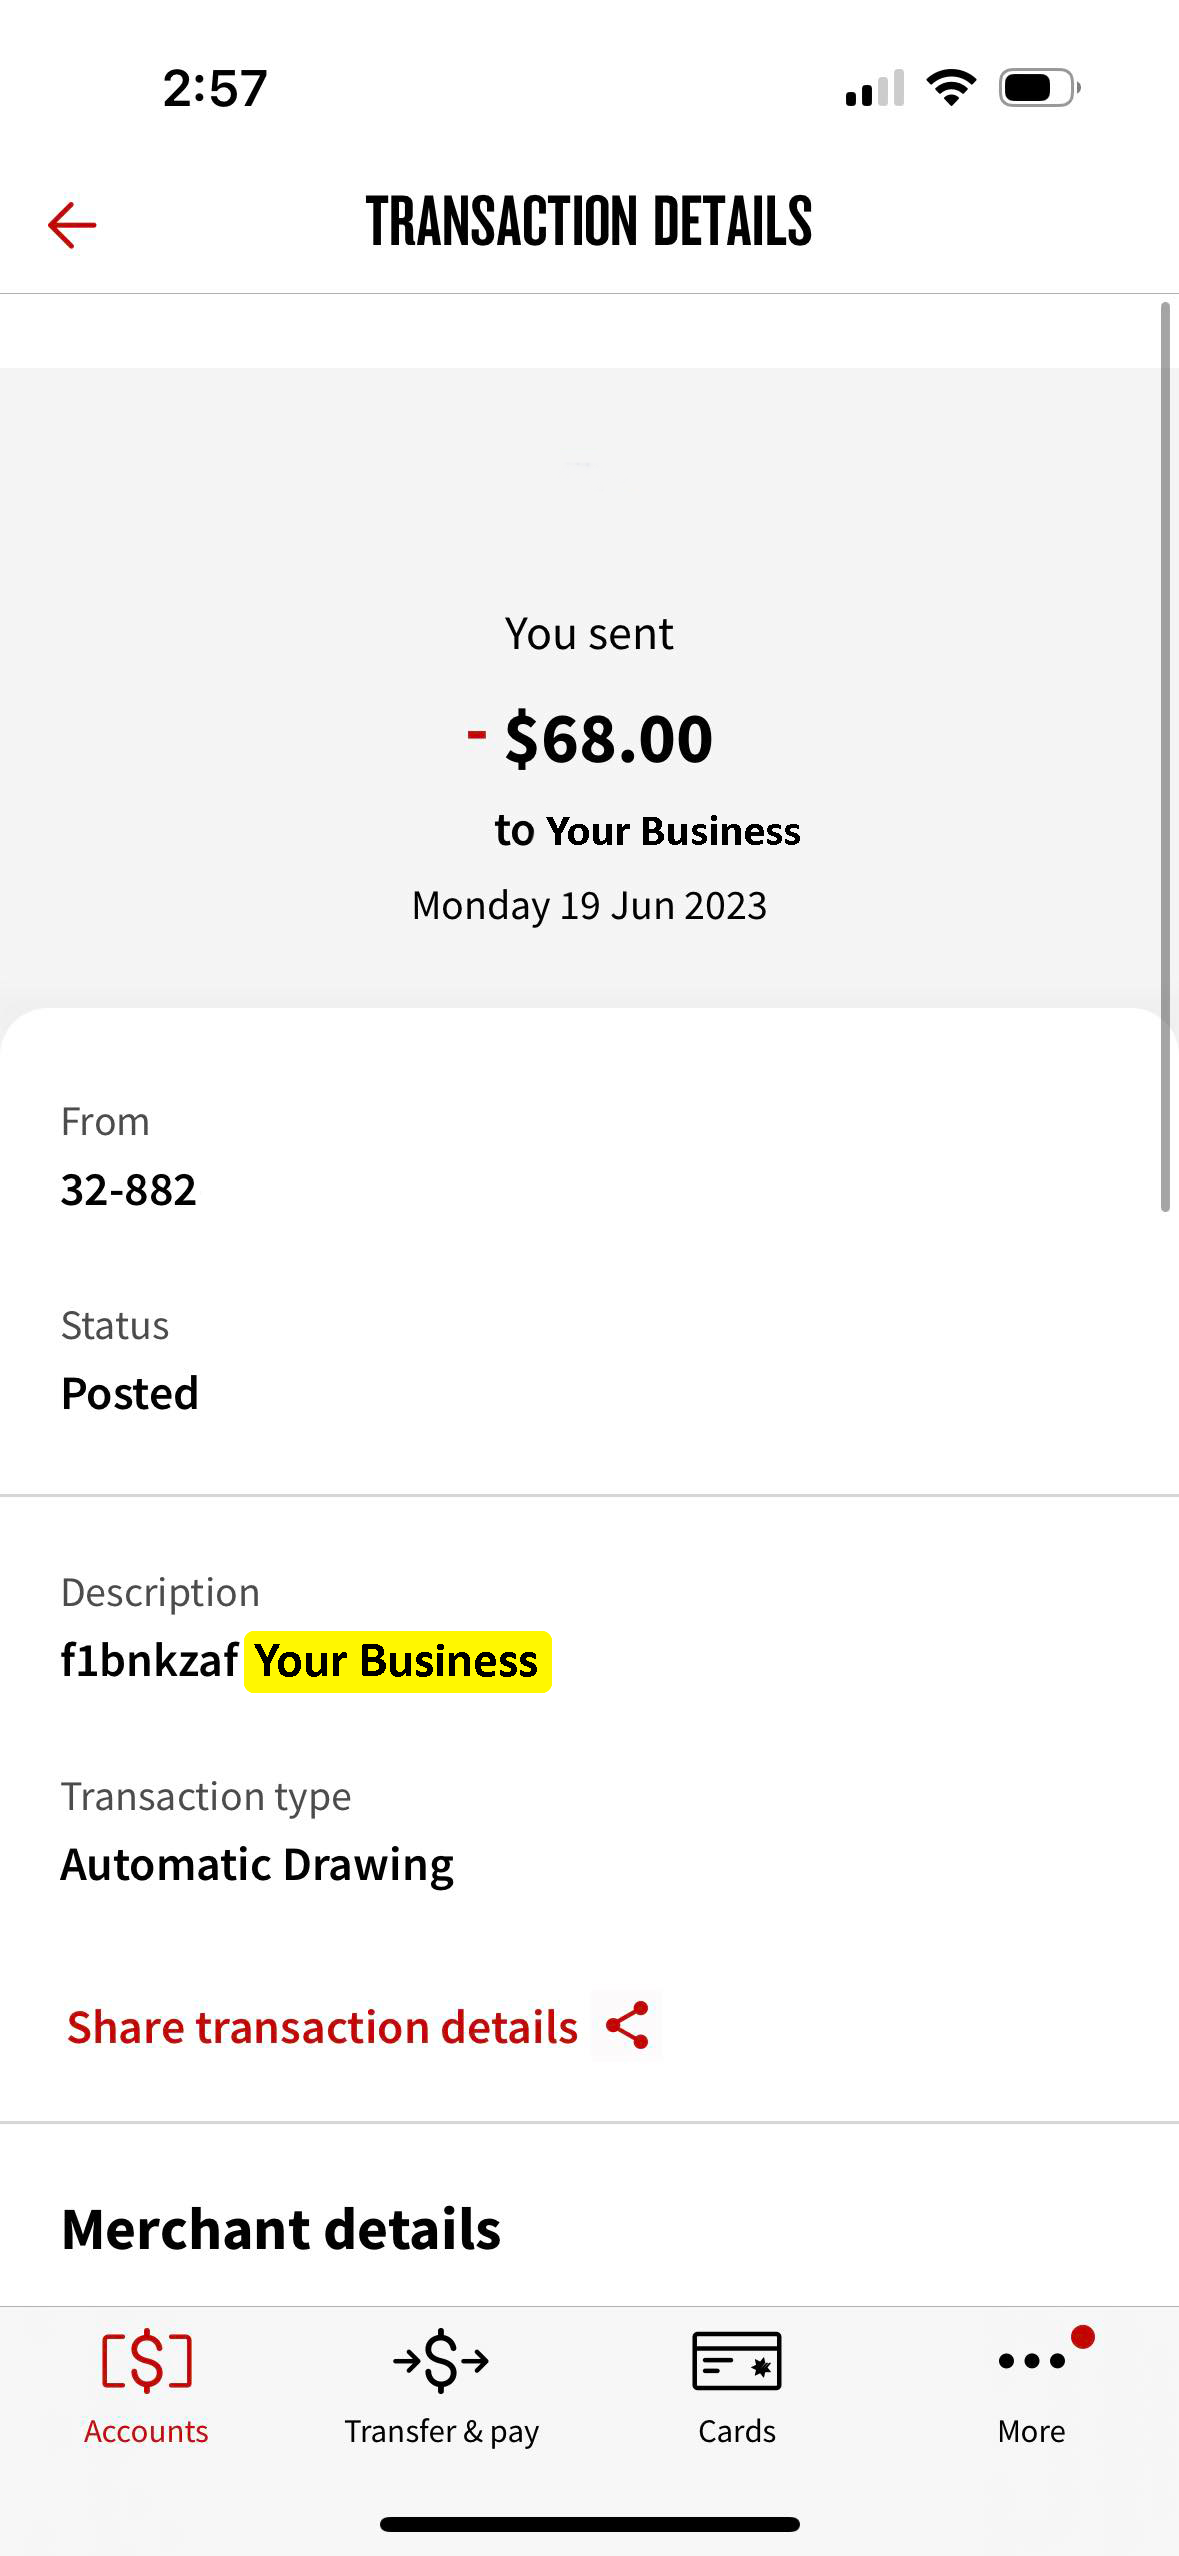 2:57
TRANSACTION DETAILS
You sent
- $68.00
to Your Business
Monday 19 Jun 2023
From
32-882
Status
Posted
Description
f1bnkzaf Your Business
Transaction type
Automatic Drawing
Share transaction details
Merchant details
Accounts
Transfer & pay
Cards
More